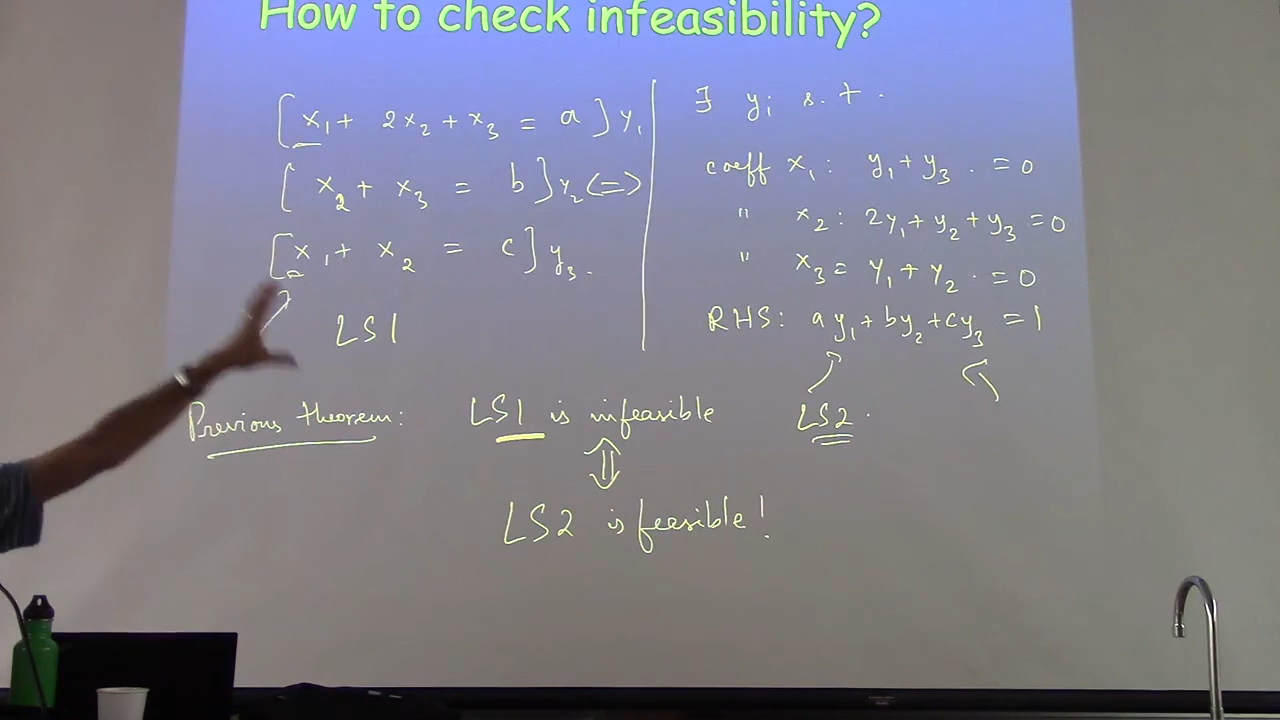 How to check infeasibility?
[x₁ + 2x₂ + x₃ = a] y₁
[x₂ + x₃ = b] y₂ <=>
[x₁ + x₂ = c] y₃.
LS1
∃ yᵢ s.t.
coeff x₁: y₁ + y₃ . = 0
" x₂: 2y₁ + y₂ + y₃ = 0
" x₃ = y₁ + y₂ . = 0
RHS: ay₁ + by₂ + cy₃ = 1
Previous theorem: LS1 is infeasible
LS2.
⇕
LS2 is feasible!